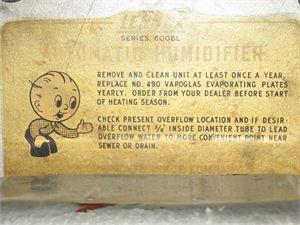 SERIES 600BL
HUMIDIFIER
REMOVE AND CLEAN UNIT AT LEAST ONCE A YEAR,
REPLACE NO. 490 VAPOGLAS EVAPORATING PLATES
YEARLY. ORDER FROM YOUR DEALER BEFORE START
OF HEATING SEASON.
CHECK PRESENT OVERFLOW LOCATION AND IF DESIR-
ABLE CONNECT 3/8" INSIDE DIAMETER TUBE TO LEAD
OVERFLOW WATER TO MORE CONVENIENT POINT NEAR
SEWER OR DRAIN.